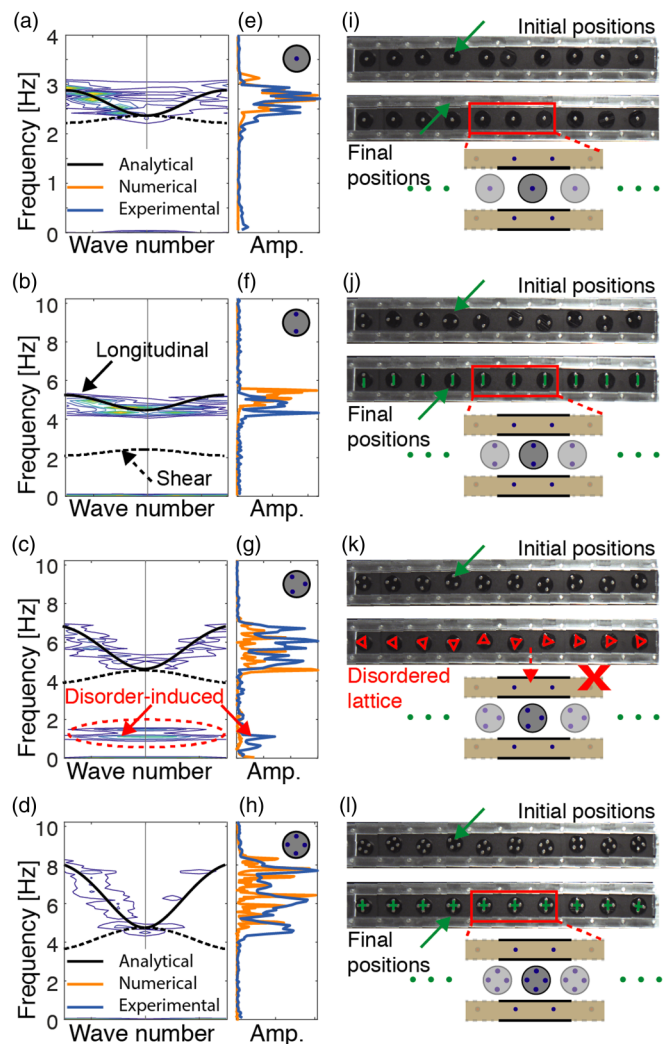 (a)
(e)
(i)
Initial positions
4
3
2
1
0
Frequency [Hz]
Analytical
Numerical
Experimental
Wave number
Amp.
Final
positions
(b)
(f)
(j)
Initial positions
10
8
6
4
2
0
Frequency [Hz]
Longitudinal
Shear
Wave number
Amp.
Final
positions
(c)
(g)
(k)
Initial positions
10
8
6
4
2
0
Frequency [Hz]
Disorder-induced
Wave number
Amp.
Disordered
lattice
X
(d)
(h)
(l)
Initial positions
10
8
6
4
2
0
Frequency [Hz]
Analytical
Numerical
Experimental
Wave number
Amp.
Final
positions